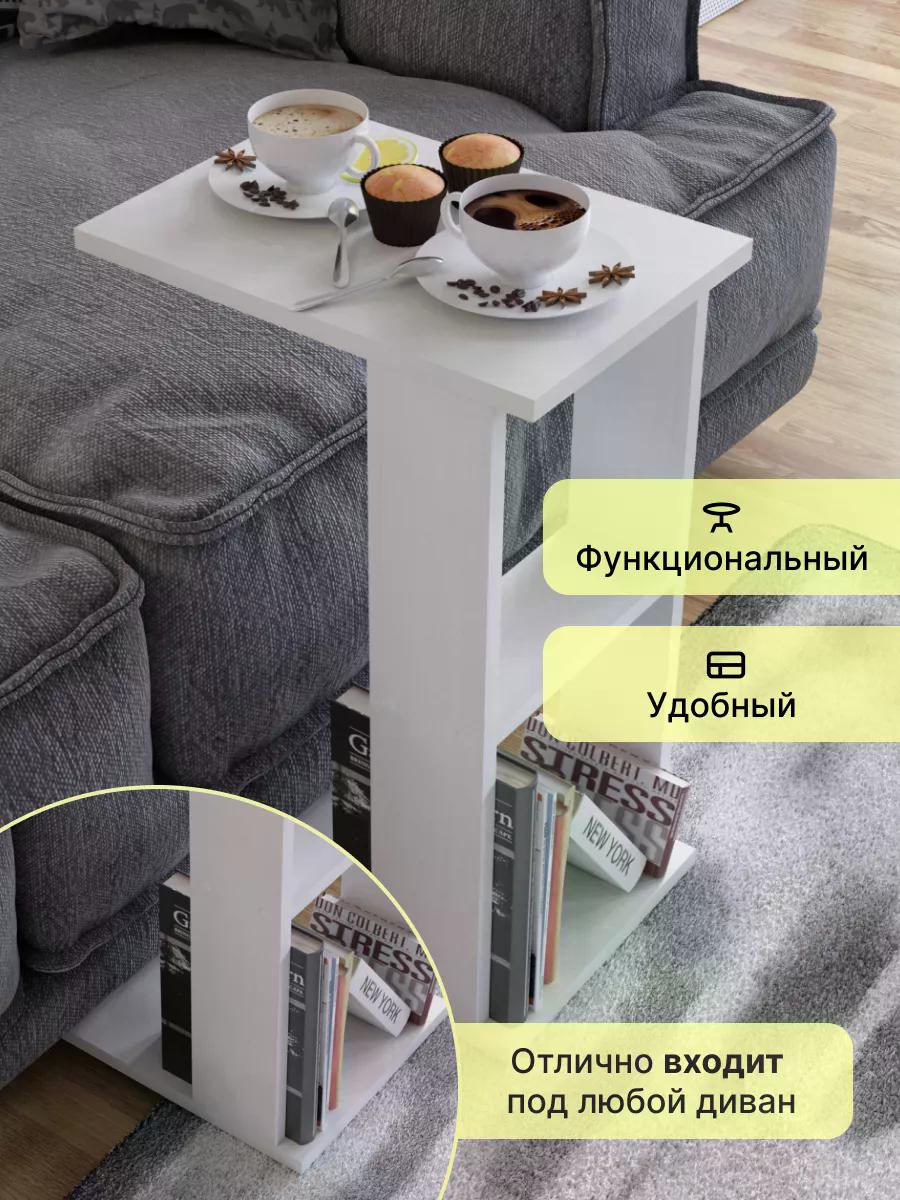 Функциональный
Удобный
G
DON COLBERT, MD
STRESS
NEW YORK
G
DON COLBERT, M
STRESS
NEW YORK
Отлично входит
под любой диван